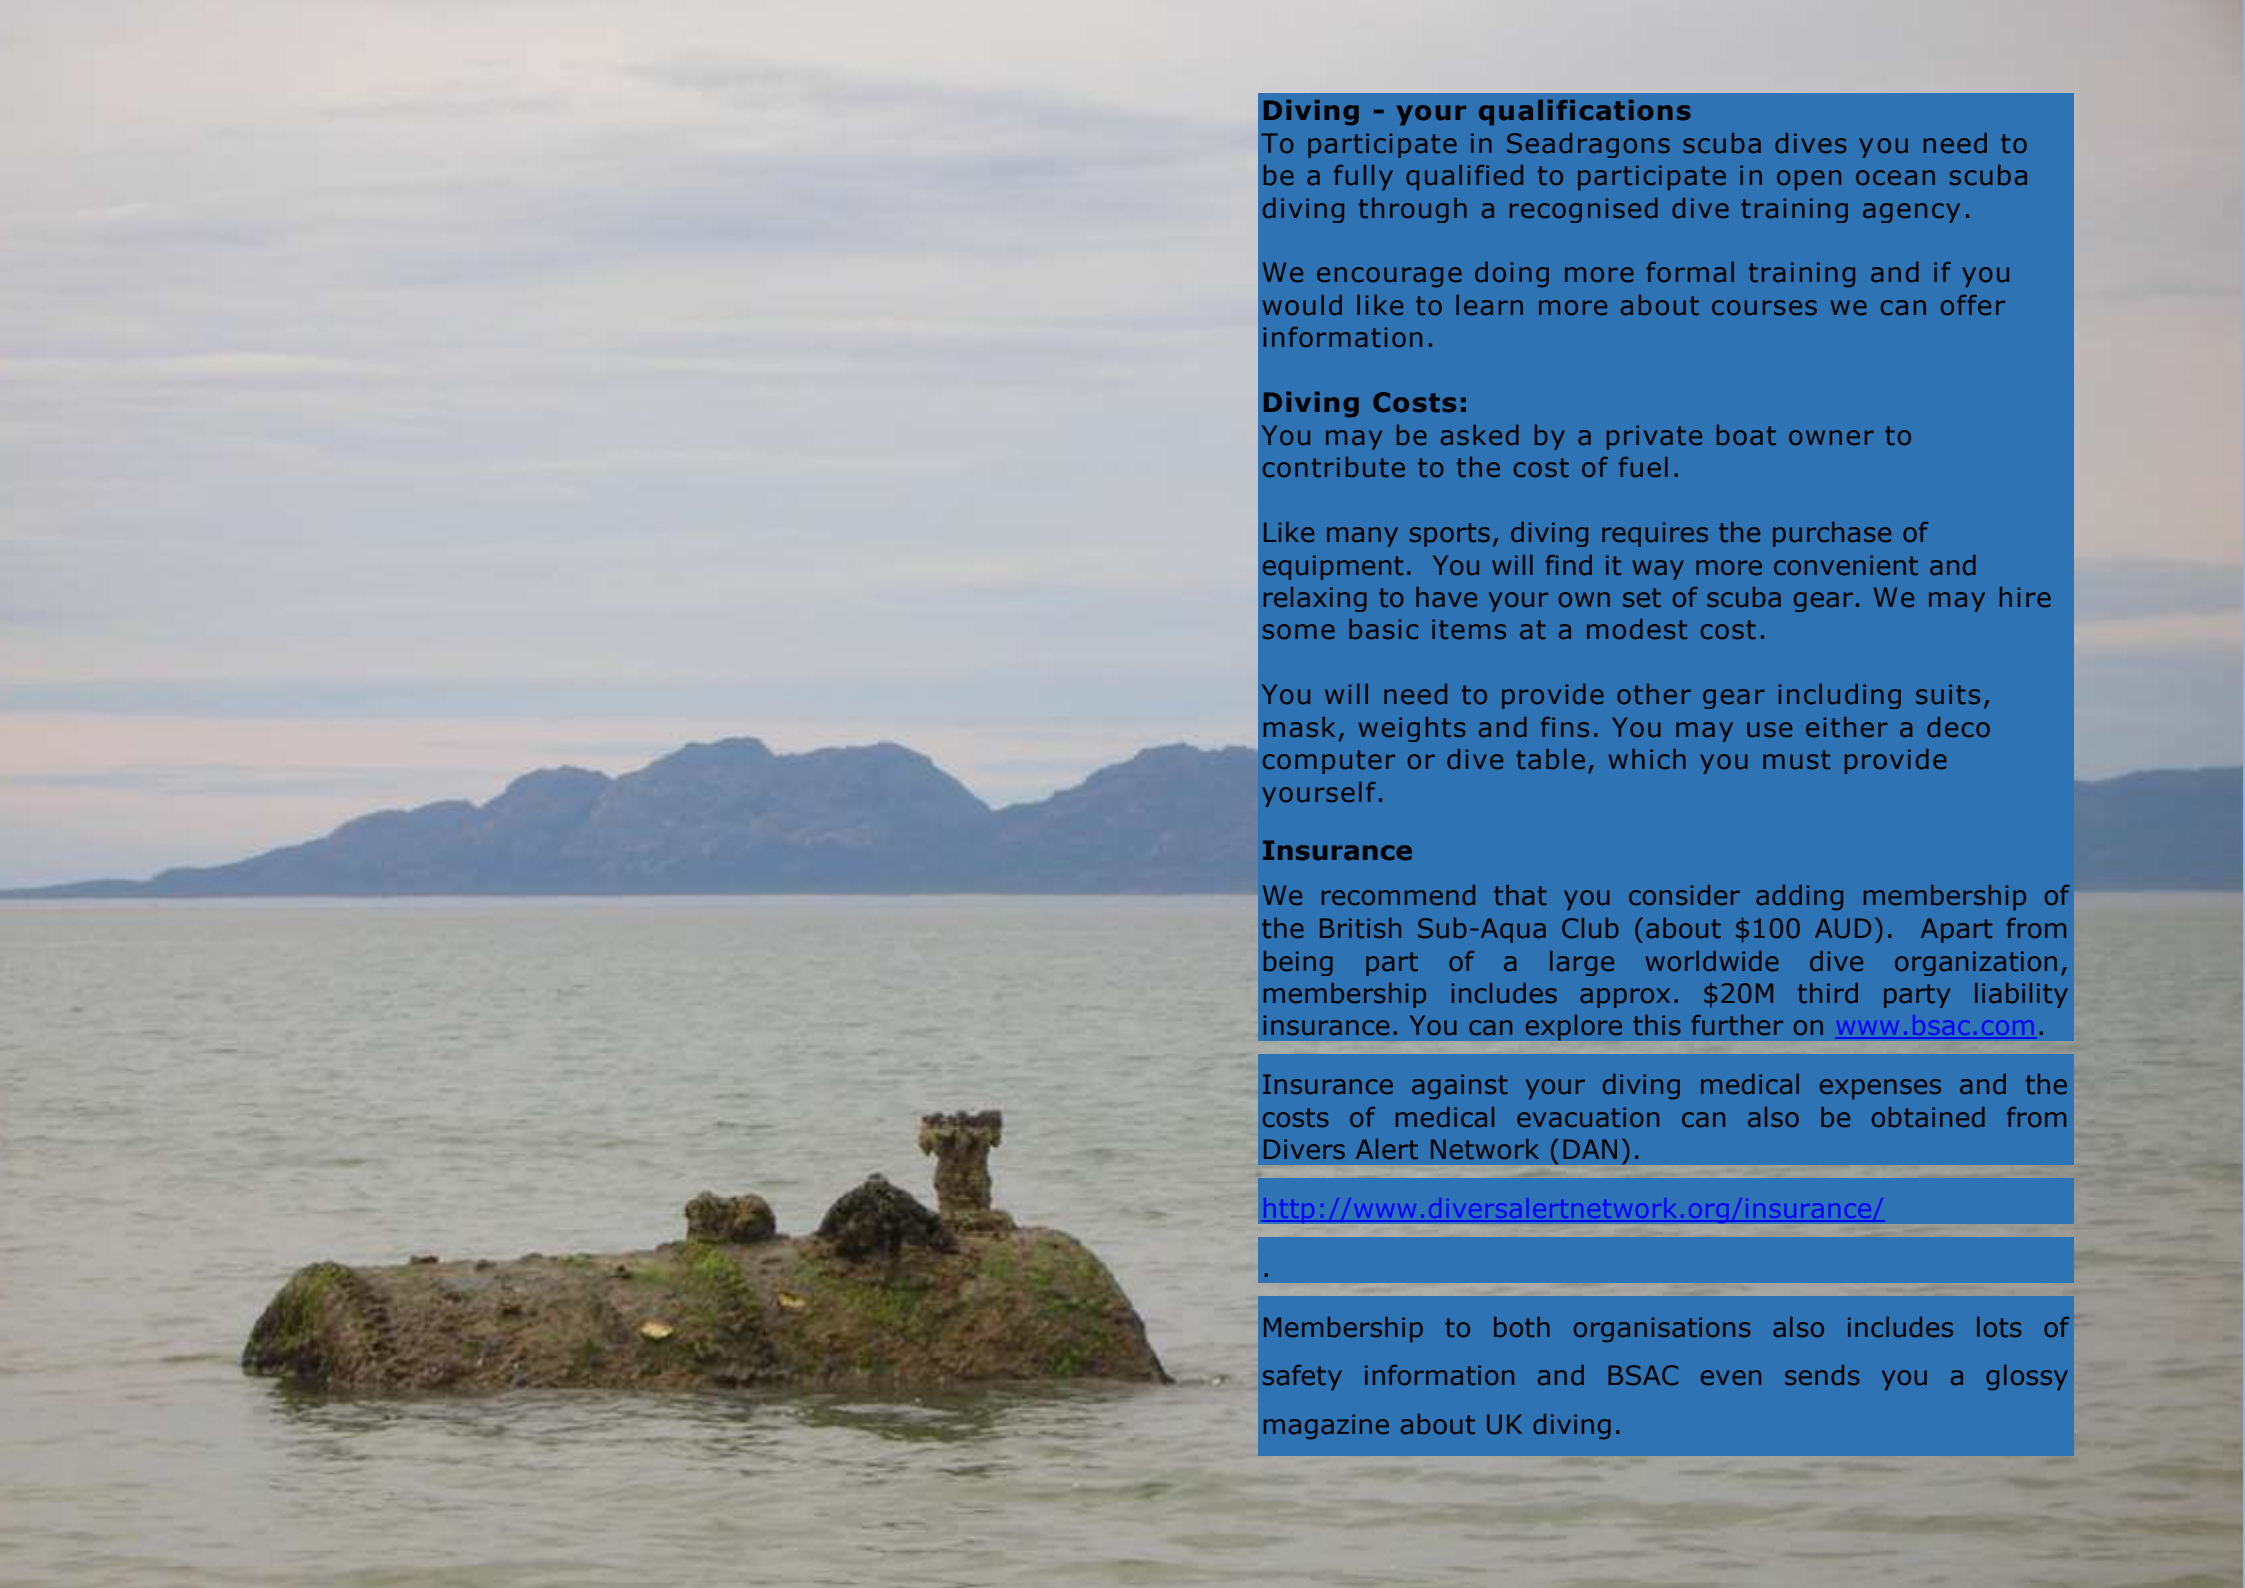 Diving - your qualifications
To participate in Seadragons scuba dives you need to
be a fully qualified to participate in open ocean scuba
diving through a recognised dive training agency.
We encourage doing more formal training and if you
would like to learn more about courses we can offer
information.
Diving Costs:
You may be asked by a private boat owner to
contribute to the cost of fuel.
Like many sports, diving requires the purchase of
equipment.  You will find it way more convenient and
relaxing to have your own set of scuba gear. We may hire
some basic items at a modest cost.
You will need to provide other gear including suits,
mask, weights and fins. You may use either a deco
computer or dive table, which you must provide
yourself.
Insurance
We recommend that you consider adding membership of
the British Sub-Aqua Club (about $100 AUD).  Apart from
being part of a large worldwide dive organization,
membership includes approx. $20M third party liability
insurance. You can explore this further on www.bsac.com.
Insurance against your diving medical expenses and the
costs of medical evacuation can also be obtained from
Divers Alert Network (DAN).
http://www.diversalertnetwork.org/insurance/
.
Membership to both organisations also includes lots of
safety information and BSAC even sends you a glossy
magazine about UK diving.